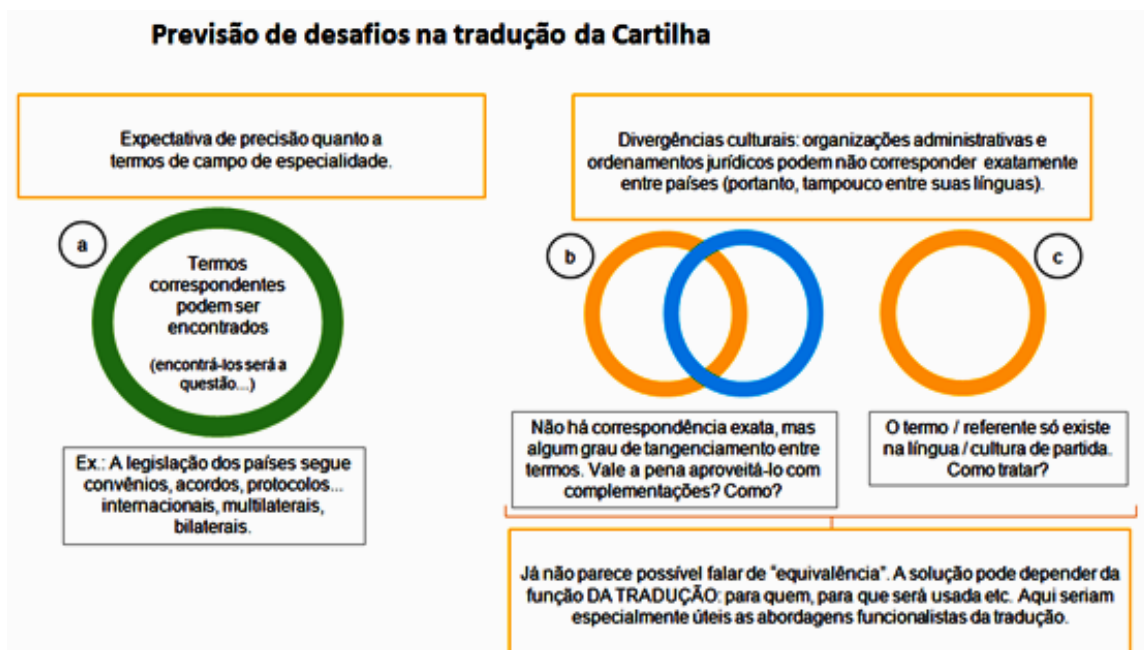 Previsão de desafios na tradução da Cartilha
Expectativa de precisão quanto a
termos de campo de especialidade.
a
Termos
correspondentes
podem ser
encontrados
(encontrá-los será a
questão...)
Ex.: A legislação dos países segue
convênios, acordos, protocolos...
internacionais, multilaterais,
bilaterais.
Divergências culturais: organizações administrativas e
ordenamentos jurídicos podem não corresponder exatamente
entre países (portanto, tampouco entre suas línguas).
b
c
Não há correspondência exata, mas
algum grau de tangenciamento entre
termos. Vale a pena aproveitá-lo com
complementações? Como?
O termo / referente só existe
na língua / cultura de partida.
Como tratar?
Já não parece possível falar de "equivalência". A solução pode depender da
função DA TRADUÇÃO: para quem, para que será usada etc. Aqui seriam
especialmente úteis as abordagens funcionalistas da tradução.